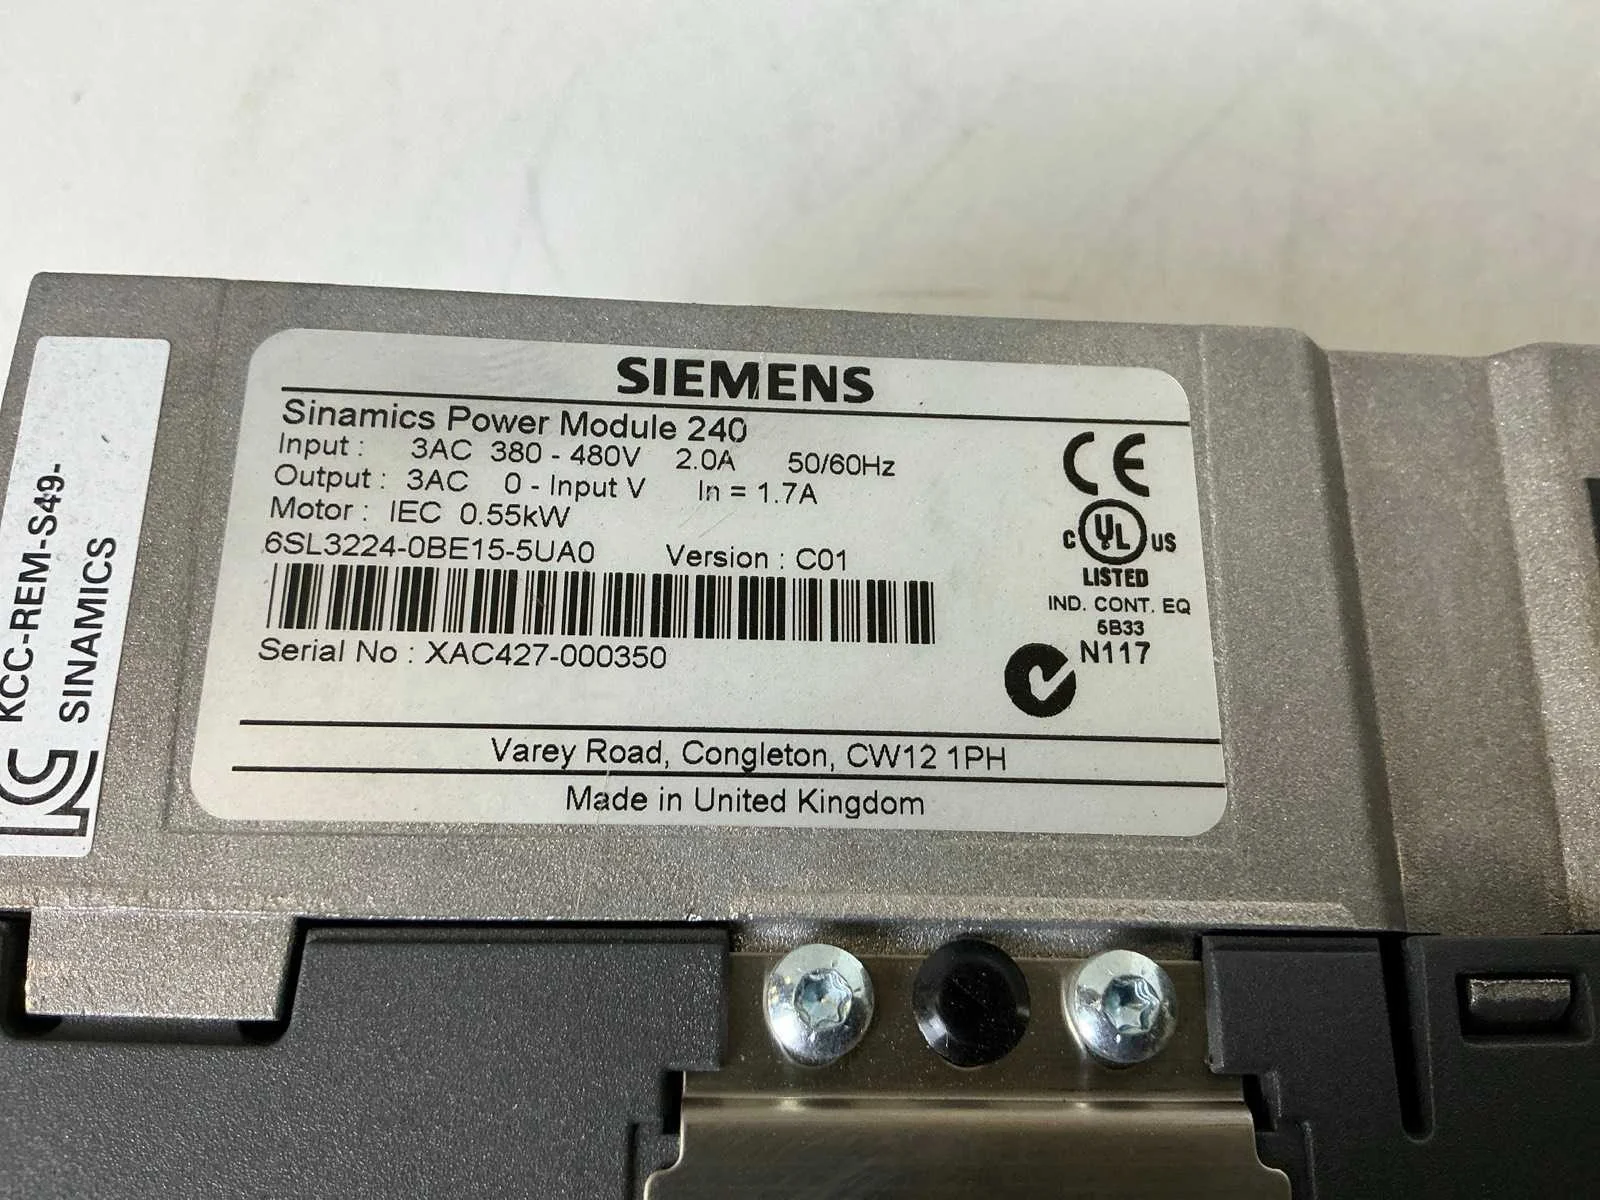 SIEMENS
Sinamics Power Module 240
Input : 3AC 380 - 480V 2.0A 50/60Hz
Output : 3AC 0 - Input V In = 1.7A
Motor : IEC 0.55kW
6SL3224-0BE15-5UA0 Version : C01
Serial No : XAC427-000350
CE
C UL US
LISTED
IND. CONT. EQ
5B33
N117
Varey Road, Congleton, CW12 1PH
Made in United Kingdom
KCC-REM-S49-
SINAMICS